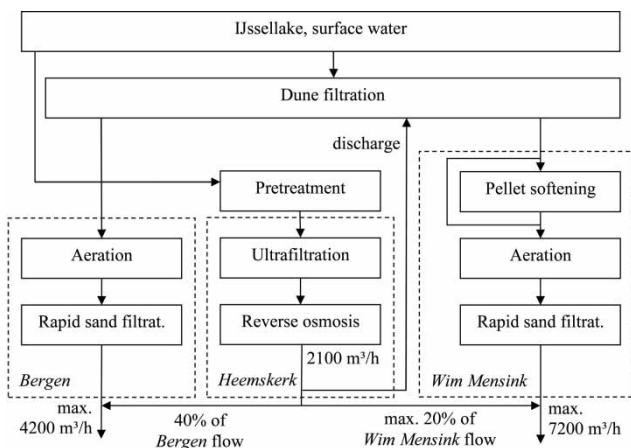 IJssellake, surface water
Dune filtration
discharge
Pretreatment
Pellet softening
Aeration
Ultrafiltration
Aeration
Rapid sand filtrat.
Reverse osmosis
Rapid sand filtrat.
2100 m³/h
Bergen
Heemskerk
Wim Mensink
max.
4200 m³/h
40% of
Bergen flow
max. 20% of
Wim Mensink flow
max.
7200 m³/h